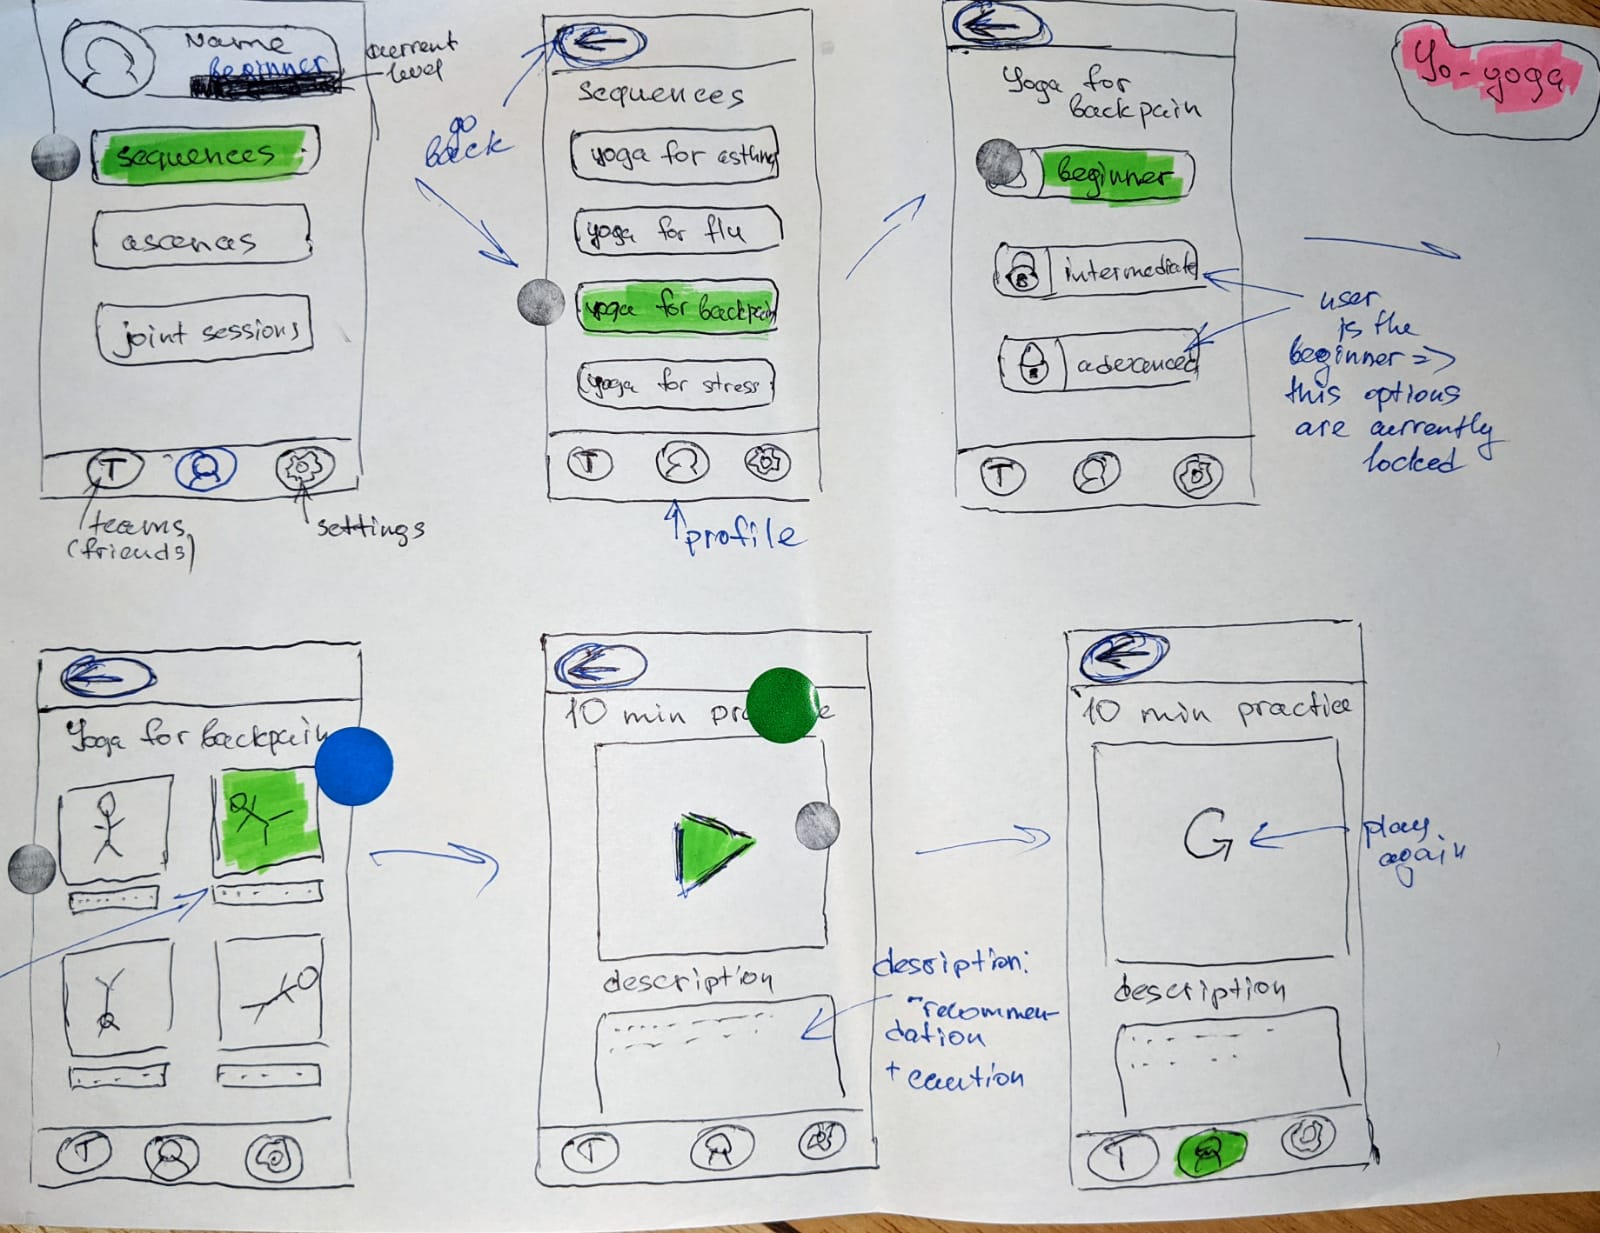 Name
Beginner
current
level
sequences
ascenas
joint sessions
T
teams
(friends)
settings
go
back
sequences
yoga for asthma
yoga for flu
yoga for backpain
yoga for stress
T
profile
Yoga for
backpain
beginner
intermediate
adevanced
T
user
is the
beginner =>
this options
are currently
locked
Yo-yoga
Yoga for backpain
T
10 min pr e
description
T
description:
- recommen-
dation
+ caution
10 min practice
play
again
description
T